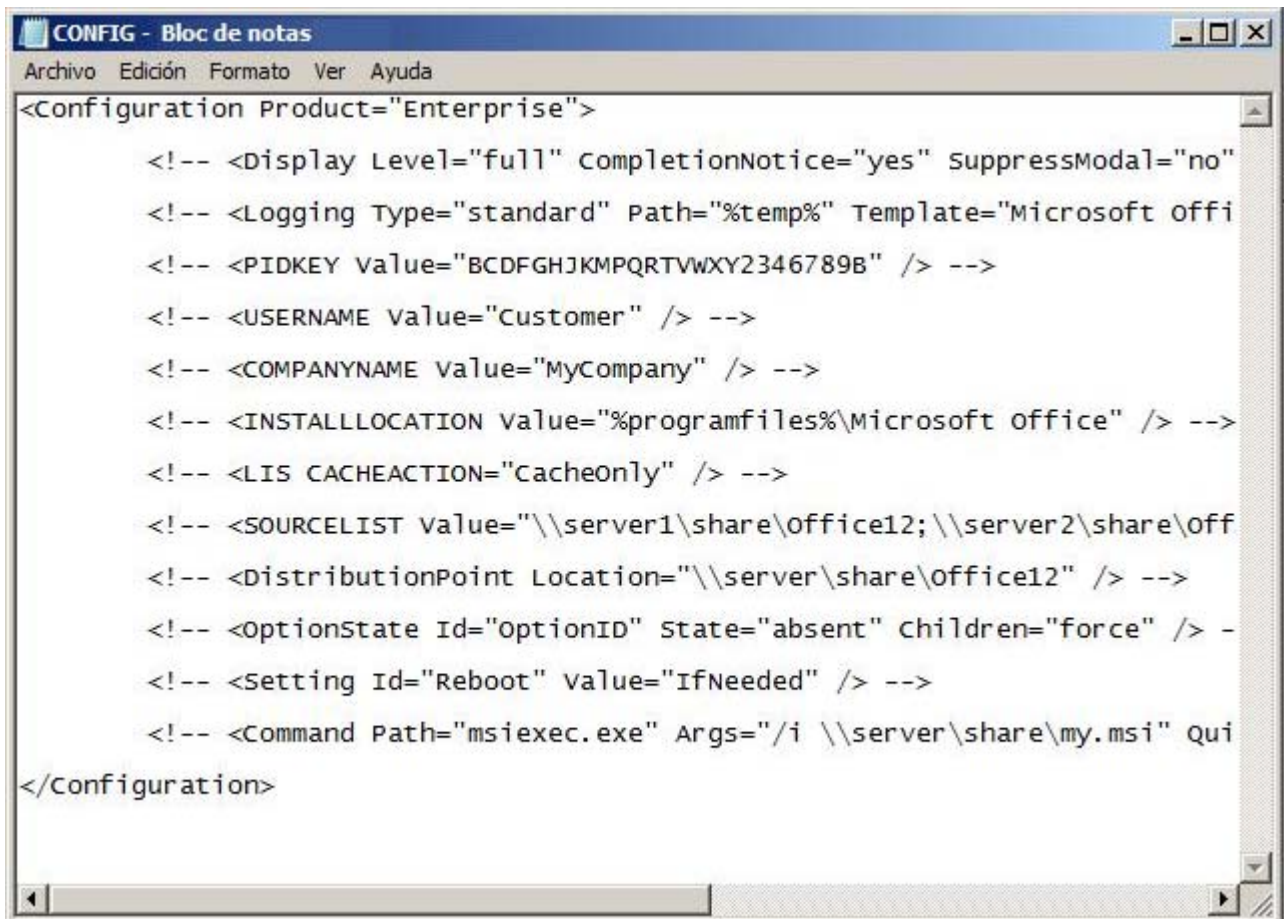 CONFIG - Bloc de notas
Archivo Edición Formato Ver Ayuda
<Configuration Product="Enterprise">
<!-- <Display Level="full" CompletionNotice="yes" SuppressModal="no"
<!-- <Logging Type="standard" Path="%temp%" Template="Microsoft Offi
<!-- <PIDKEY Value="BCDFGHJKMPQRTVWXY2346789B" /> -->
<!-- <USERNAME Value="Customer" /> -->
<!-- <COMPANYNAME Value="MyCompany" /> -->
<!-- <INSTALLLOCATION Value="%programfiles%\Microsoft Office" /> -->
<!-- <LIS CACHEACTION="CacheOnly" /> -->
<!-- <SOURCELIST Value="\\server1\share\Office12;\\server2\share\Off
<!-- <DistributionPoint Location="\\server\share\Office12" /> -->
<!-- <OptionState Id="OptionID" State="absent" Children="force" /> -
<!-- <Setting Id="Reboot" Value="IfNeeded" /> -->
<!-- <Command Path="msiexec.exe" Args="/i \\server\share\my.msi" Qui
</Configuration>